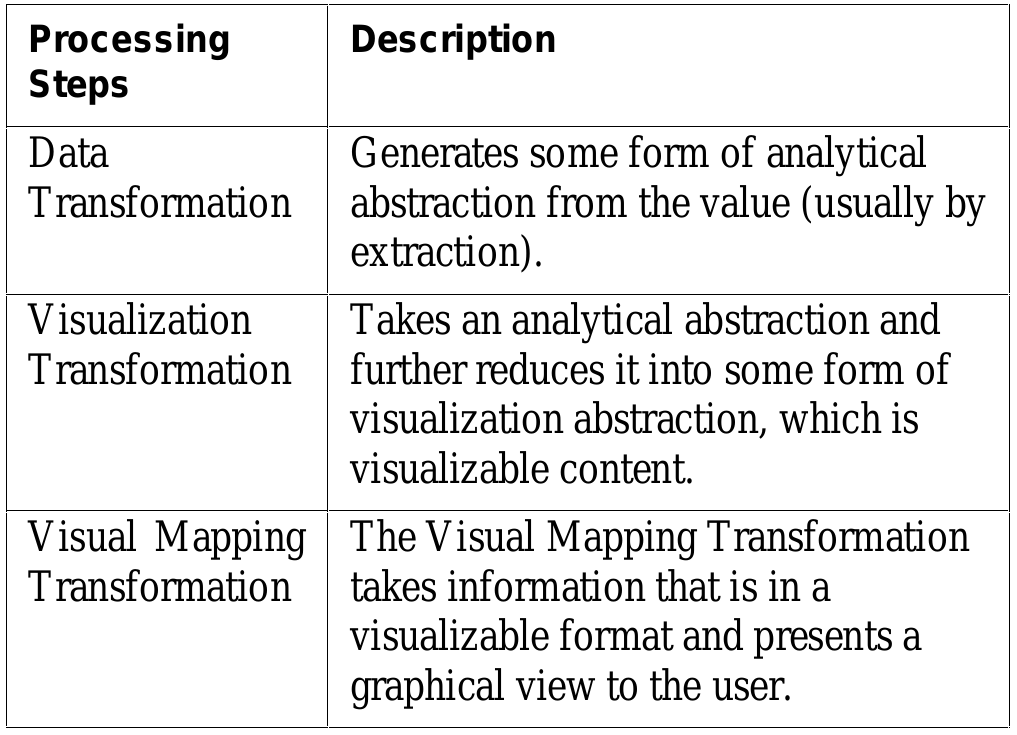 Processing
Steps
Description
Data
Transformation
Generates some form of analytical
abstraction from the value (usually by
extraction).
Visualization
Transformation
Takes an analytical abstraction and
further reduces it into some form of
visualization abstraction, which is
visualizable content.
Visual Mapping
Transformation
The Visual Mapping Transformation
takes information that is in a
visualizable format and presents a
graphical view to the user.